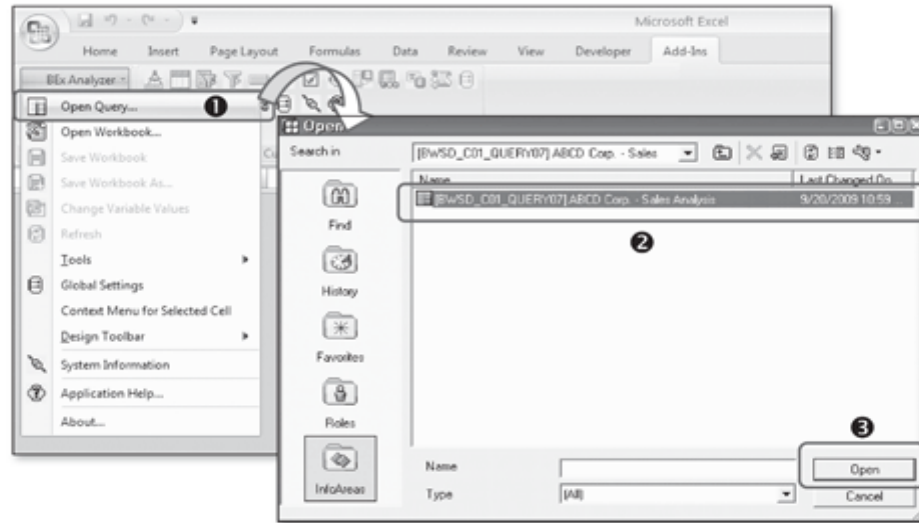 Microsoft Excel
Home Insert Page Layout Formulas Data Review View Developer Add-Ins
BEx Analyzer
Open Query... ❶
Open Workbook...
Save Workbook
Save Workbook As...
Change Variable Values
Refresh
Tools
Global Settings
Context Menu for Selected Cell
Design Toolbar
System Information
Application Help...
About...
Open
Search in [BWSD_C01_QUERY07] ABCD Corp. - Sales
Name Last Changed On
[BWSD_C01_QUERY07] ABCD Corp. - Sales Analysis 9/20/2009 10:59 ...
❷
Find
History
Favorites
Roles
InfoAreas
❸
Name Open
Type (All) Cancel